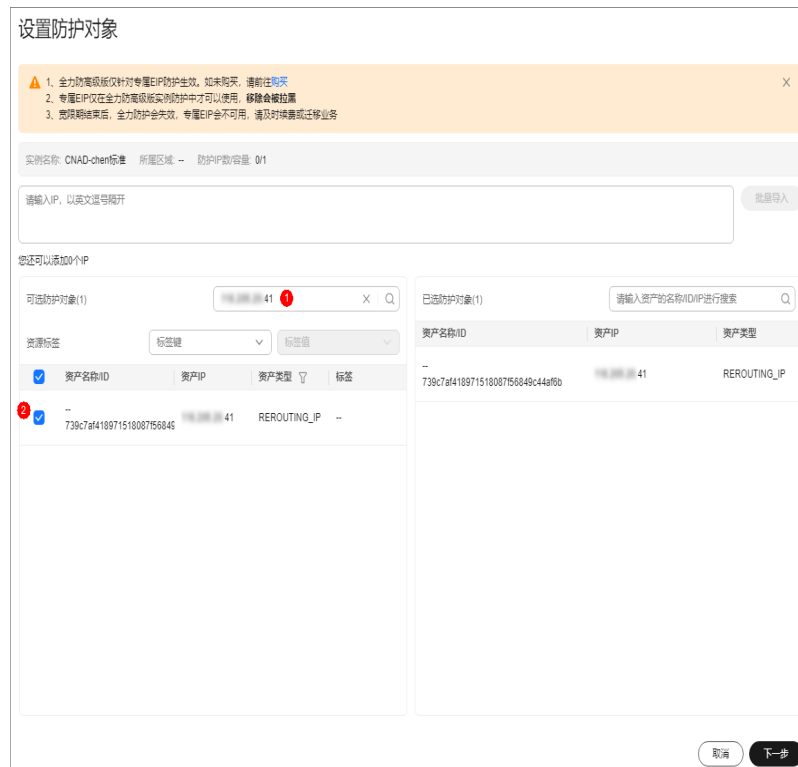 设置防护对象
1、全力防高级版仅针对专属EIP防护生效。如未购买，请前往购买
2、专属EIP仅在全力防高级版实例防护中才可以使用，移除会被拉黑
3、宽限期结束后，全力防护会失效，专属EIP会不可用，请及时续费或迁移业务
实例名称: CNAD-chen标准 所属区域: -- 防护IP数/容量: 0/1
请输入IP，以英文逗号隔开
批量导入
您还可以添加0个IP
可选防护对象(1) 41 1 X
资源标签 标签键 标签值
资产名称/ID 资产IP 资产类型 标签
2
--
739c7af418971518087f56849 41 REROUTING_IP --
已选防护对象(1) 请输入资产的名称/ID/IP进行搜索
资产名称/ID 资产IP 资产类型
--
739c7af418971518087f56849c44af6b 41 REROUTING_IP
取消 下一步